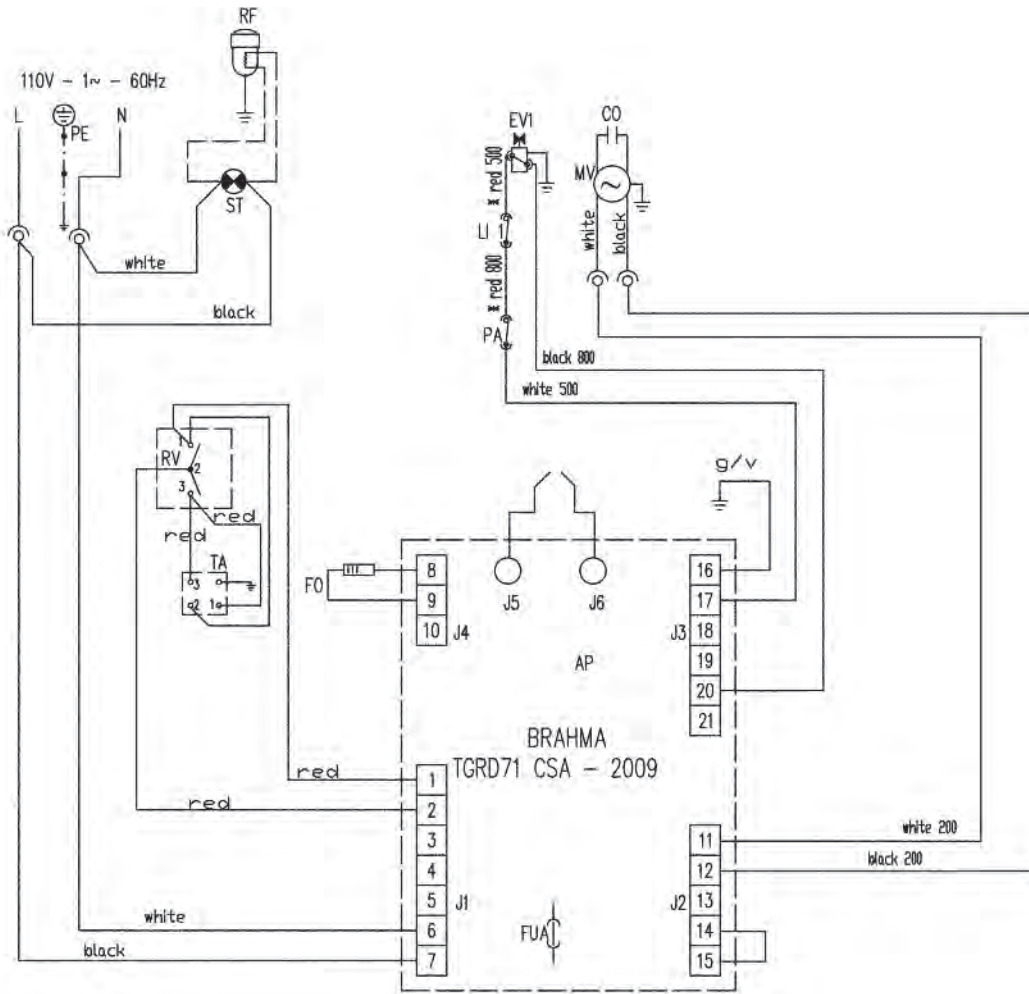 RF
110V - 1~ - 60Hz
L
PE
N
ST
white
black
EV1
CO
MV
** red 500
LI 1
** red 800
PA
white
black
black 800
white 500
1
RV
2
3
red
red
TA
3
2
1
g/v
FO
8
9
10
J4
J5
J6
16
17
J3
18
19
20
21
AP
BRAHMA
TGRD71 CSA - 2009
red
1
red
2
3
4
5
J1
white
6
black
7
FUA
11
white 200
12
black 200
J2
13
14
15